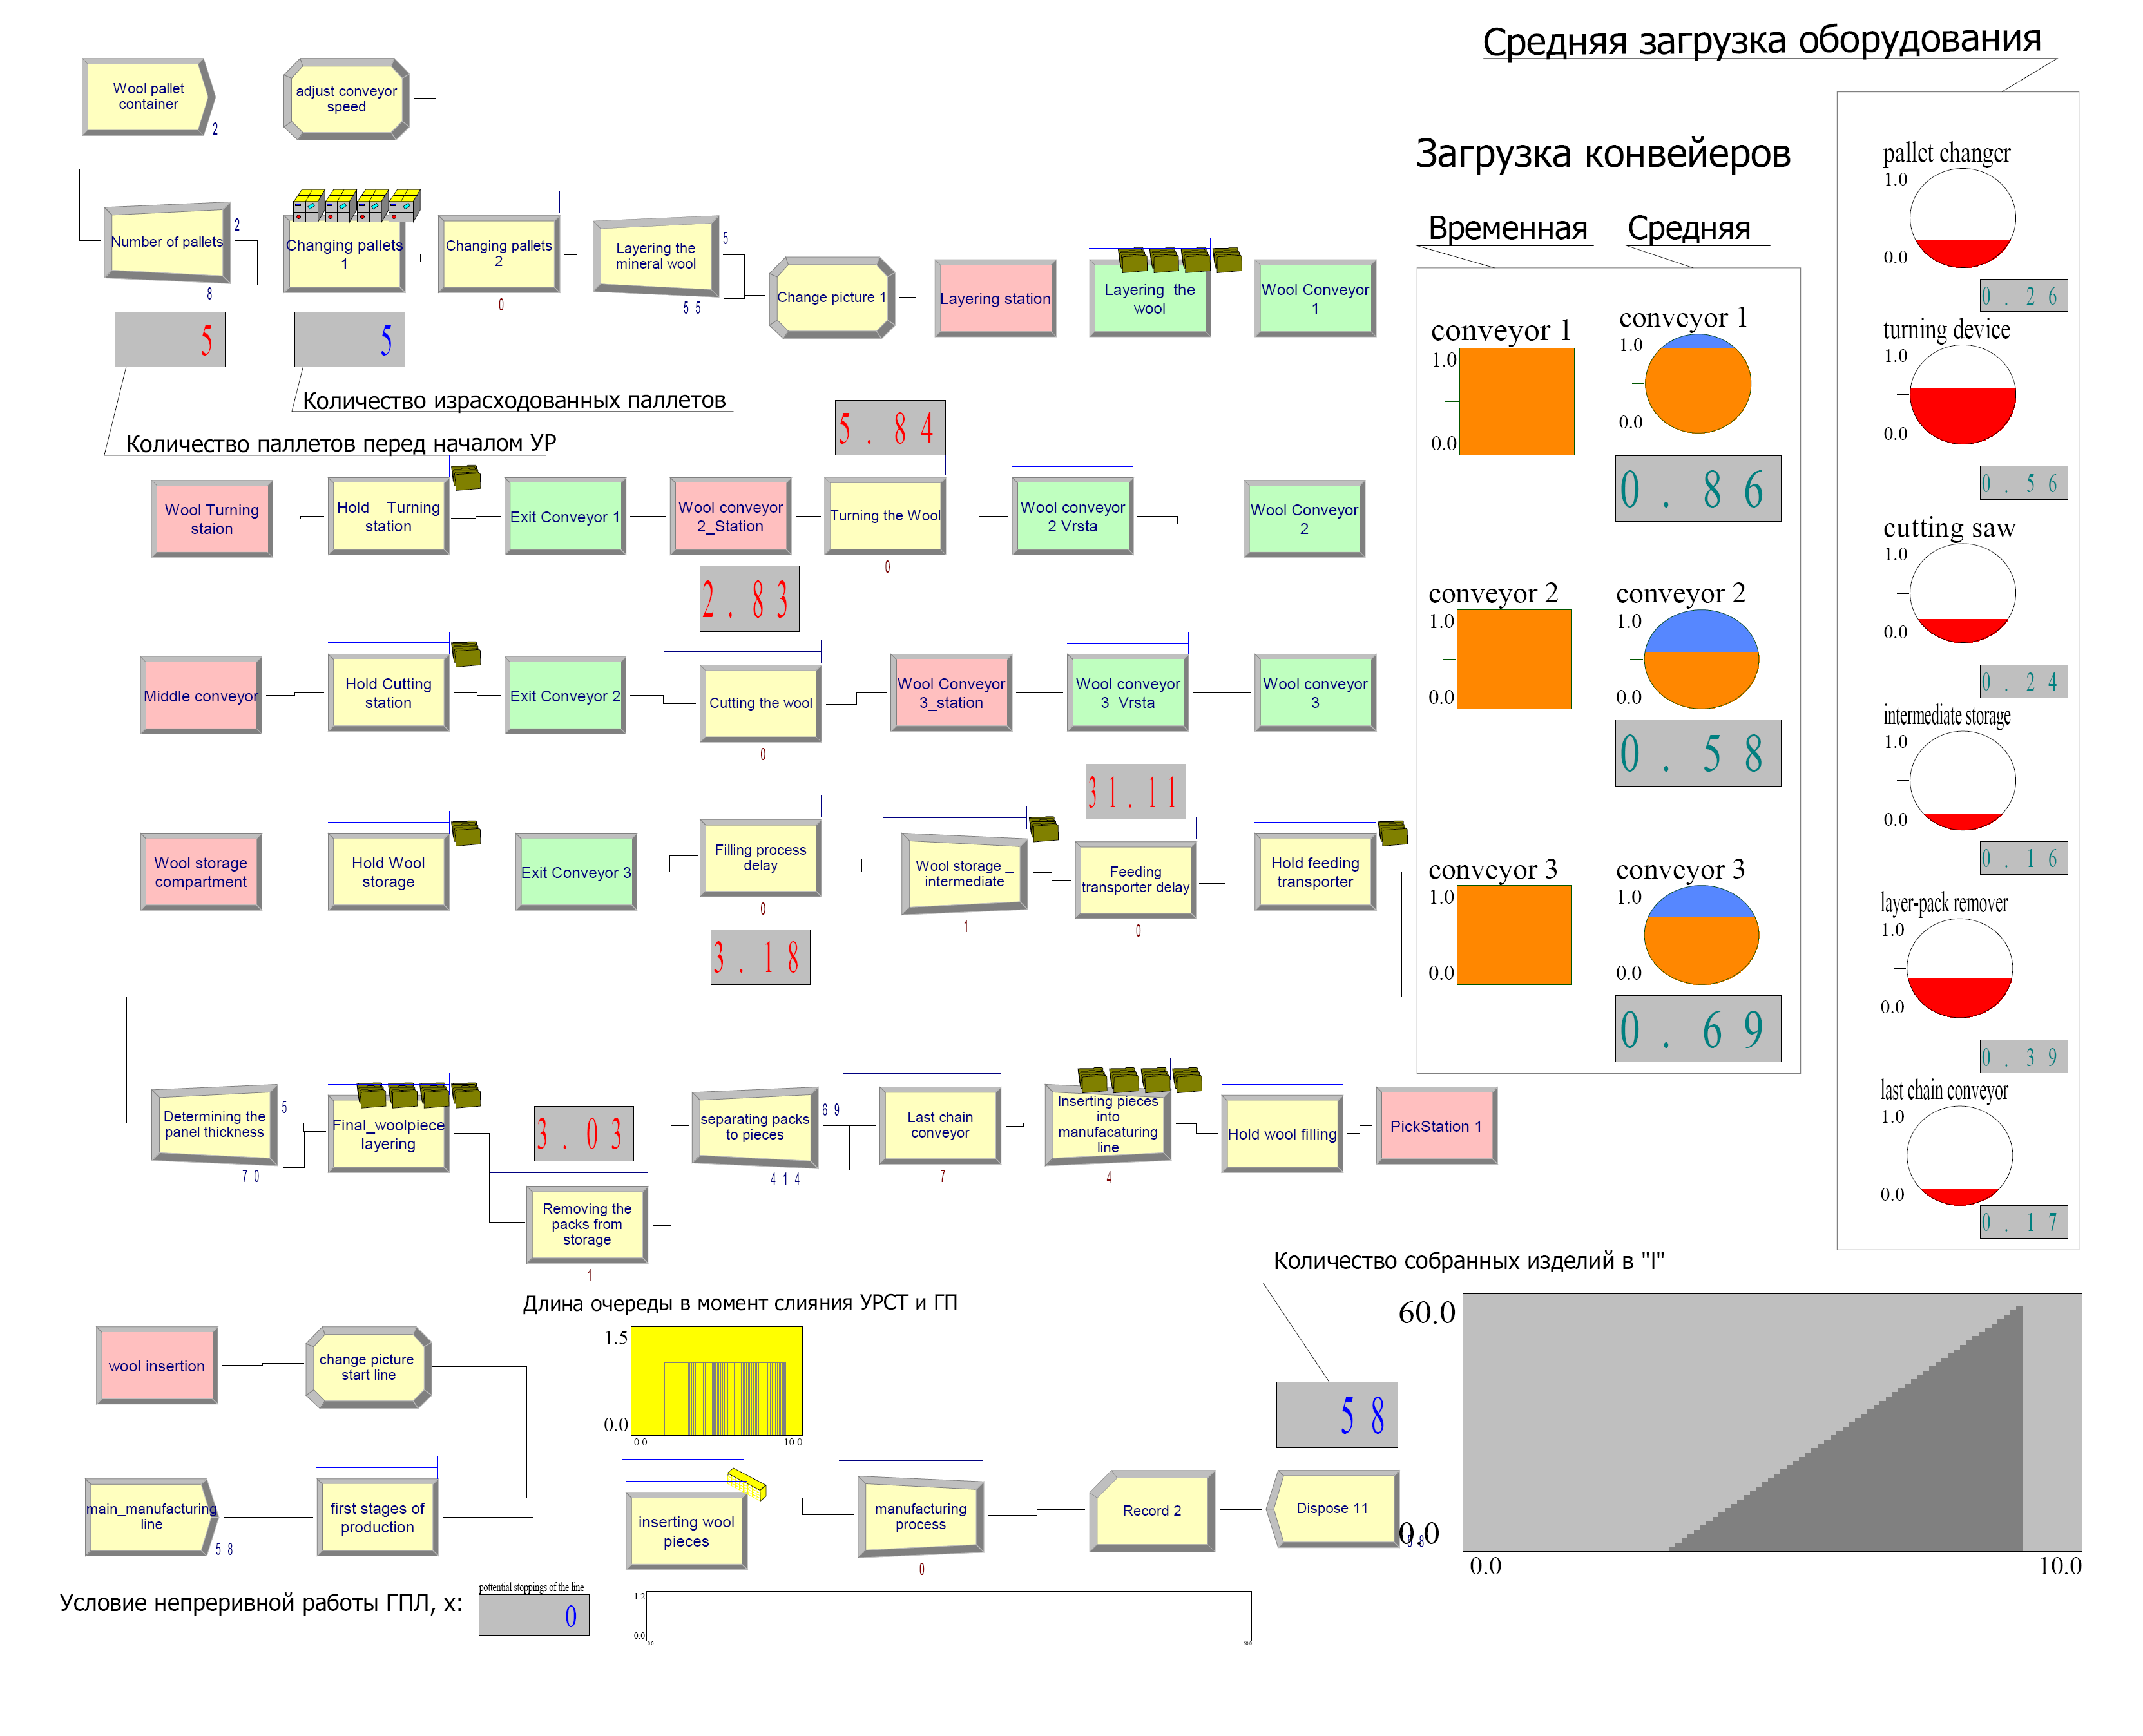 Средняя загрузка оборудования
Wool pallet
container
2
adjust conveyor
speed
Загрузка конвейеров
Временная
Средняя
Number of pallets
2
8
Changing pallets
1
Changing pallets
2
0
Layering the
mineral wool
5
5 5
Change picture 1
Layering station
Layering the
wool
Wool Conveyor
1
5
5
Количество израсходованных паллетов
Количество паллетов перед началом УР
5 . 8 4
Wool Turning
staion
Hold Turning
station
Exit Conveyor 1
Wool conveyor
2_Station
Turning the Wool
0
Wool conveyor
2 Vrsta
Wool Conveyor
2
2 . 8 3
Middle conveyor
Hold Cutting
station
Exit Conveyor 2
Cutting the wool
0
Wool Conveyor
3_station
Wool conveyor
3 Vrsta
Wool conveyor
3
3 1 . 1 1
Wool storage
compartment
Hold Wool
storage
Exit Conveyor 3
Filling process
delay
0
Wool storage _
intermediate
1
Feeding
transporter delay
0
Hold feeding
transporter
3 . 1 8
conveyor 1
1.0
0.0
conveyor 1
1.0
0.0
0 . 8 6
conveyor 2
1.0
0.0
conveyor 2
1.0
0.0
0 . 5 8
conveyor 3
1.0
0.0
conveyor 3
1.0
0.0
0 . 6 9
pallet changer
1.0
0.0
0 . 2 6
turning device
1.0
0.0
0 . 5 6
cutting saw
1.0
0.0
0 . 2 4
intermediate storage
1.0
0.0
0 . 1 6
layer-pack remover
1.0
0.0
0 . 3 9
last chain conveyor
1.0
0.0
0 . 1 7
Determining the
panel thickness
5
7 0
Final_woolpiece
layering
3 . 0 3
Removing the
packs from
storage
1
separating packs
to pieces
6 9
4 1 4
Last chain
conveyor
7
Inserting pieces
into
manufacaturing
line
4
Hold wool filling
PickStation 1
Количество собранных изделий в "I"
Длина очереды в момент слияния УРСТ и ГП
wool insertion
change picture
start line
1.5
0.0
0.0
10.0
5 8
60.0
0.0
0.0
10.0
main_manufacturing
line
5 8
first stages of
production
inserting wool
pieces
manufacturing
process
0
Record 2
Dispose 11
5 8
Условие непреривной работы ГПЛ, х:
pottential stoppings of the line
0
1.2
0.0
0.0